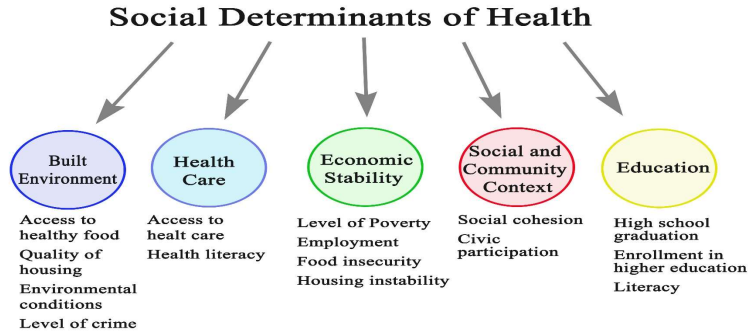 Social Determinants of Health
Built
Environment
Access to
healthy food
Quality of
housing
Environmental
conditions
Level of crime
Health
Care
Access to
healt care
Health literacy
Economic
Stability
Level of Poverty
Employment
Food insecurity
Housing instability
Social and
Community
Context
Social cohesion
Civic
participation
Education
High school
graduation
Enrollment in
higher education
Literacy